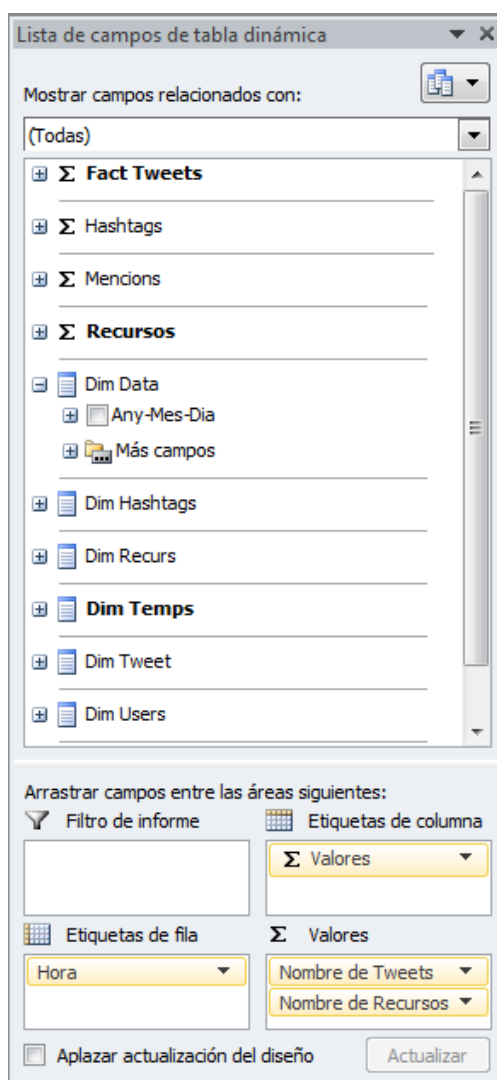 Lista de campos de tabla dinámica
Mostrar campos relacionados con:
(Todas)
Σ Fact Tweets
Σ Hashtags
Σ Mencions
Σ Recursos
Dim Data
Any-Mes-Dia
Más campos
Dim Hashtags
Dim Recurs
Dim Temps
Dim Tweet
Dim Users
Arrastrar campos entre las áreas siguientes:
Filtro de informe
Etiquetas de columna
Σ Valores
Etiquetas de fila
Σ Valores
Hora
Nombre de Tweets
Nombre de Recursos
Aplazar actualización del diseño
Actualizar